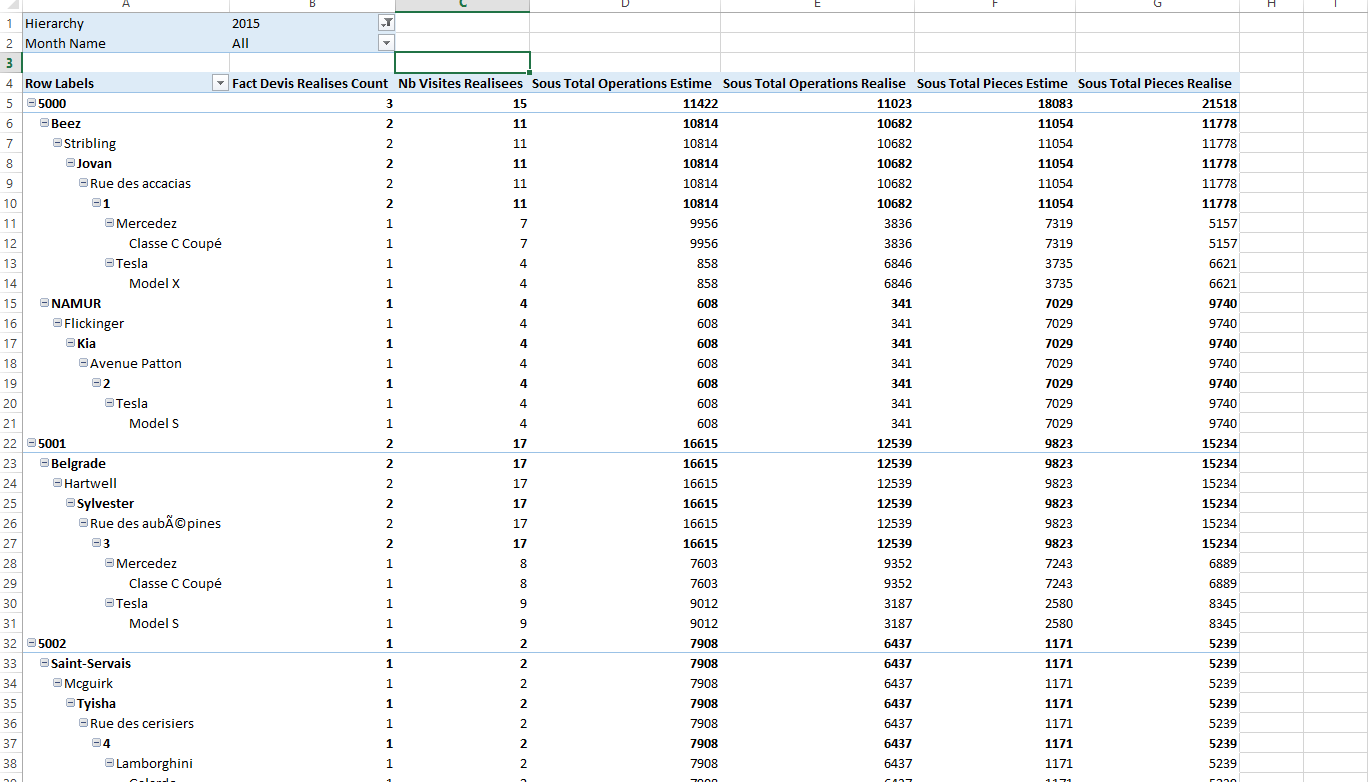 A B C D E F G H I
1 Hierarchy 2015
2 Month Name All
3
4 Row Labels Fact Devis Realises Count Nb Visites Realisees Sous Total Operations Estime Sous Total Operations Realise Sous Total Pieces Estime Sous Total Pieces Realise
5 5000 3 15 11422 11023 18083 21518
6 Beez 2 11 10814 10682 11054 11778
7 Stribling 2 11 10814 10682 11054 11778
8 Jovan 2 11 10814 10682 11054 11778
9 Rue des accacias 2 11 10814 10682 11054 11778
10 1 2 11 10814 10682 11054 11778
11 Mercedez 1 7 9956 3836 7319 5157
12 Classe C Coupé 1 7 9956 3836 7319 5157
13 Tesla 1 4 858 6846 3735 6621
14 Model X 1 4 858 6846 3735 6621
15 NAMUR 1 4 608 341 7029 9740
16 Flickinger 1 4 608 341 7029 9740
17 Kia 1 4 608 341 7029 9740
18 Avenue Patton 1 4 608 341 7029 9740
19 2 1 4 608 341 7029 9740
20 Tesla 1 4 608 341 7029 9740
21 Model S 1 4 608 341 7029 9740
22 5001 2 17 16615 12539 9823 15234
23 Belgrade 2 17 16615 12539 9823 15234
24 Hartwell 2 17 16615 12539 9823 15234
25 Sylvester 2 17 16615 12539 9823 15234
26 Rue des aubÃ©pines 2 17 16615 12539 9823 15234
27 3 2 17 16615 12539 9823 15234
28 Mercedez 1 8 7603 9352 7243 6889
29 Classe C Coupé 1 8 7603 9352 7243 6889
30 Tesla 1 9 9012 3187 2580 8345
31 Model S 1 9 9012 3187 2580 8345
32 5002 1 2 7908 6437 1171 5239
33 Saint-Servais 1 2 7908 6437 1171 5239
34 Mcguirk 1 2 7908 6437 1171 5239
35 Tyisha 1 2 7908 6437 1171 5239
36 Rue des cerisiers 1 2 7908 6437 1171 5239
37 4 1 2 7908 6437 1171 5239
38 Lamborghini 1 2 7908 6437 1171 5239